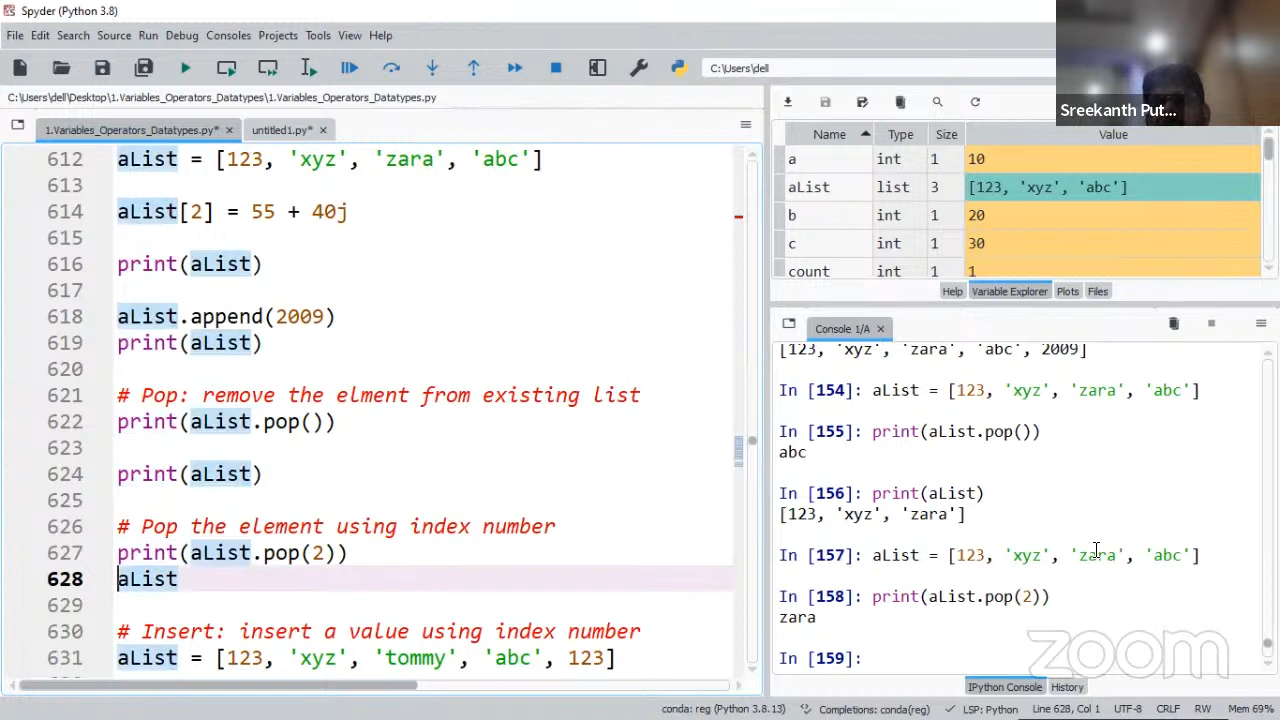 Spyder (Python 3.8)
File Edit Search Source Run Debug Consoles Projects Tools View Help
C:\Users\dell
C:\Users\dell\Desktop\1.Variables_Operators_Datatypes\1.Variables_Operators_Datatypes.py
1.Variables_Operators_Datatypes.py* untitled1.py*
612 aList = [123, 'xyz', 'zara', 'abc']
613
614 aList[2] = 55 + 40j
615
616 print(aList)
617
618 aList.append(2009)
619 print(aList)
620
621 # Pop: remove the elment from existing list
622 print(aList.pop())
623
624 print(aList)
625
626 # Pop the element using index number
627 print(aList.pop(2))
628 aList
629
630 # Insert: insert a value using index number
631 aList = [123, 'xyz', 'tommy', 'abc', 123]
Sreekanth Put...
Name Type Size Value
a int 1 10
aList list 3 [123, 'xyz', 'abc']
b int 1 20
c int 1 30
count int 1 1
Help Variable Explorer Plots Files
Console 1/A
[123, 'xyz', 'zara', 'abc', 2009]
In [154]: aList = [123, 'xyz', 'zara', 'abc']
In [155]: print(aList.pop())
abc
In [156]: print(aList)
[123, 'xyz', 'zara']
In [157]: aList = [123, 'xyz', 'zara', 'abc']
In [158]: print(aList.pop(2))
zara
In [159]:
zoom
IPython Console History
conda: reg (Python 3.8.13) Completions: conda(reg) LSP: Python Line 628, Col 1 UTF-8 CRLF RW Mem 69%